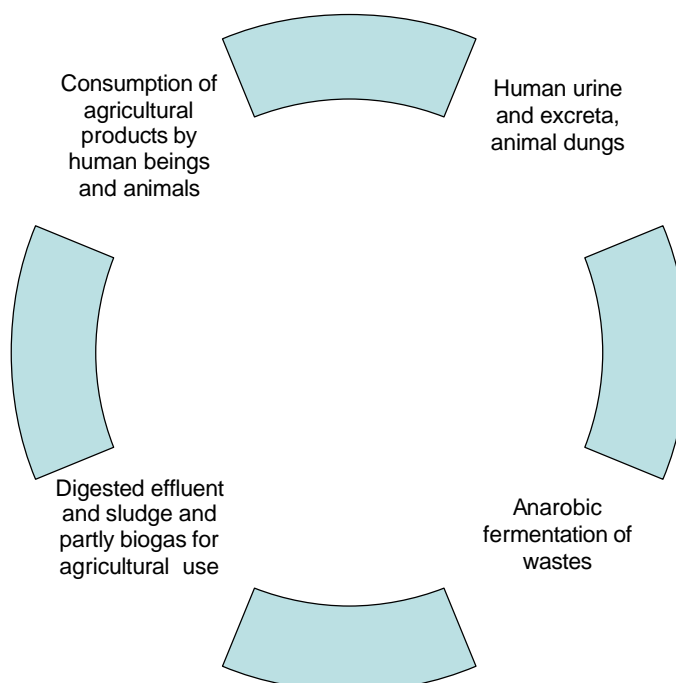 Consumption of
agricultural
products by
human beings
and animals
Human urine
and excreta,
animal dungs
Digested effluent
and sludge and
partly biogas for
agricultural use
Anarobic
fermentation of
wastes